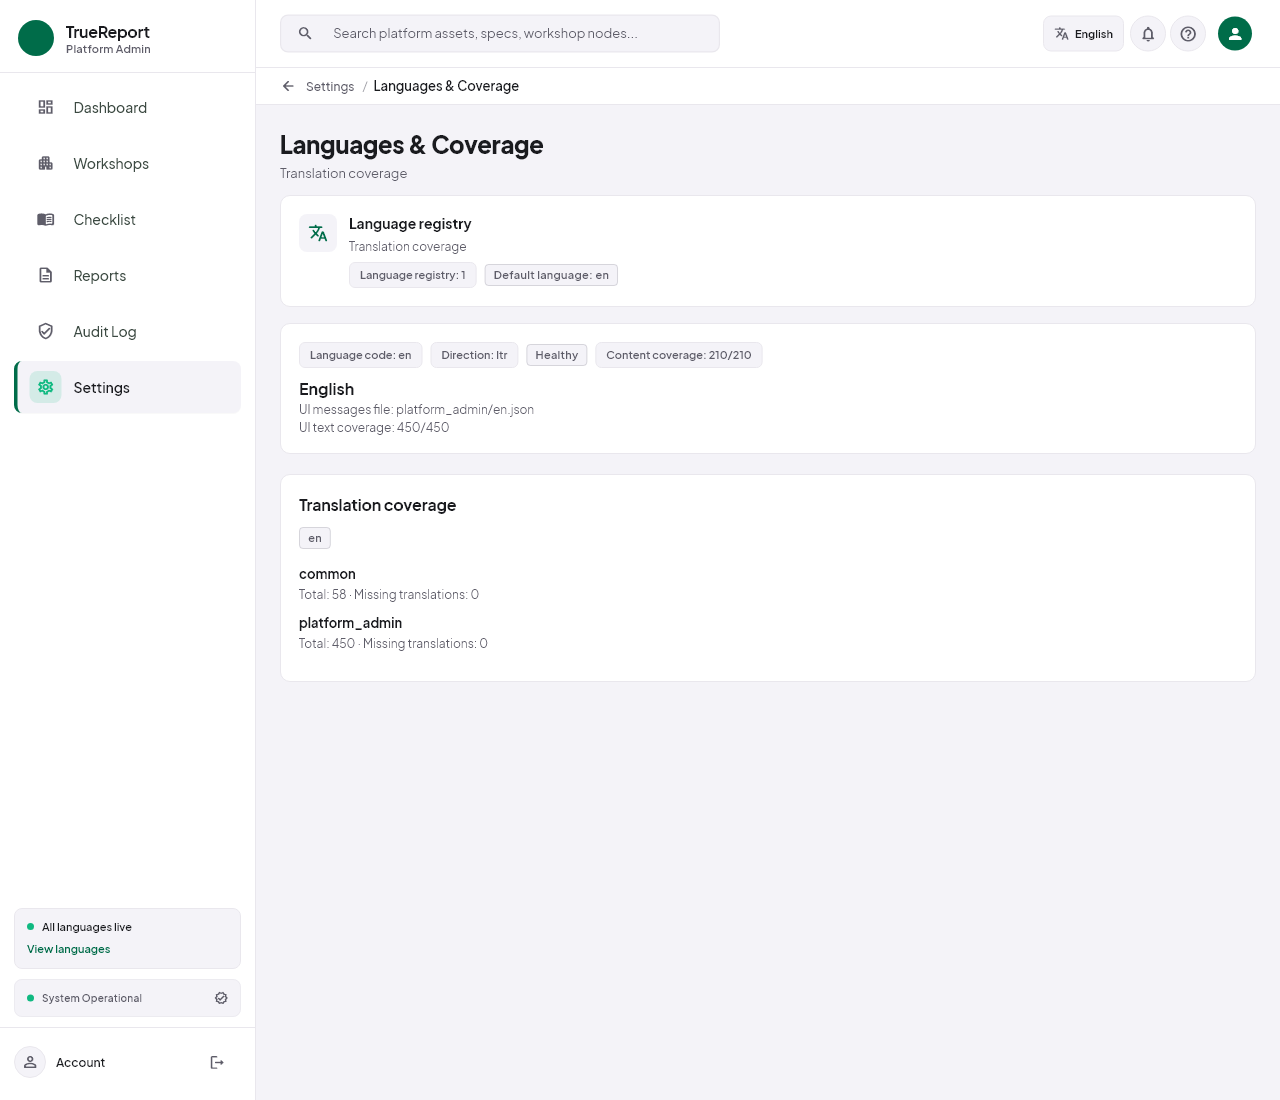 TrueReport
Platform Admin
Search platform assets, specs, workshop nodes...
English
Settings / Languages & Coverage
Dashboard
Workshops
Checklist
Reports
Audit Log
Settings
Languages & Coverage
Translation coverage
Language registry
Translation coverage
Language registry: 1
Default language: en
Language code: en
Direction: ltr
Healthy
Content coverage: 210/210
English
UI messages file: platform_admin/en.json
UI text coverage: 450/450
Translation coverage
en
common
Total: 58 · Missing translations: 0
platform_admin
Total: 450 · Missing translations: 0
All languages live
View languages
System Operational
Account